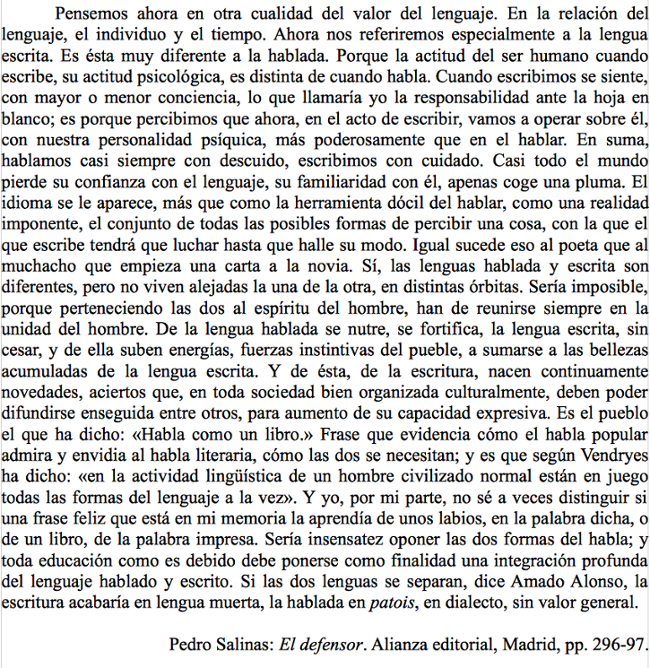 Pensemos ahora en otra cualidad del valor del lenguaje. En la relación del
lenguaje, el individuo y el tiempo. Ahora nos referiremos especialmente a la lengua
escrita. Es ésta muy diferente a la hablada. Porque la actitud del ser humano cuando
escribe, su actitud psicológica, es distinta de cuando habla. Cuando escribimos se siente,
con mayor o menor conciencia, lo que llamaría yo la responsabilidad ante la hoja en
blanco; es porque percibimos que ahora, en el acto de escribir, vamos a operar sobre él,
con nuestra personalidad psíquica, más poderosamente que en el hablar. En suma,
hablamos casi siempre con descuido, escribimos con cuidado. Casi todo el mundo
pierde su confianza con el lenguaje, su familiaridad con él, apenas coge una pluma. El
idioma se le aparece, más que como la herramienta dócil del hablar, como una realidad
imponente, el conjunto de todas las posibles formas de percibir una cosa, con la que el
que escribe tendrá que luchar hasta que halle su modo. Igual sucede eso al poeta que al
muchacho que empieza una carta a la novia. Sí, las lenguas hablada y escrita son
diferentes, pero no viven alejadas la una de la otra, en distintas órbitas. Sería imposible,
porque perteneciendo las dos al espíritu del hombre, han de reunirse siempre en la
unidad del hombre. De la lengua hablada se nutre, se fortifica, la lengua escrita, sin
cesar, y de ella suben energías, fuerzas instintivas del pueble, a sumarse a las bellezas
acumuladas de la lengua escrita. Y de ésta, de la escritura, nacen continuamente
novedades, aciertos que, en toda sociedad bien organizada culturalmente, deben poder
difundirse enseguida entre otros, para aumento de su capacidad expresiva. Es el pueblo
el que ha dicho: «Habla como un libro.» Frase que evidencia cómo el habla popular
admira y envidia al habla literaria, cómo las dos se necesitan; y es que según Vendryes
ha dicho: «en la actividad lingüística de un hombre civilizado normal están en juego
todas las formas del lenguaje a la vez». Y yo, por mi parte, no sé a veces distinguir si
una frase feliz que está en mi memoria la aprendía de unos labios, en la palabra dicha, o
de un libro, de la palabra impresa. Sería insensatez oponer las dos formas del habla; y
toda educación como es debido debe ponerse como finalidad una integración profunda
del lenguaje hablado y escrito. Si las dos lenguas se separan, dice Amado Alonso, la
escritura acabaría en lengua muerta, la hablada en patois, en dialecto, sin valor general.
Pedro Salinas: El defensor. Alianza editorial, Madrid, pp. 296-97.